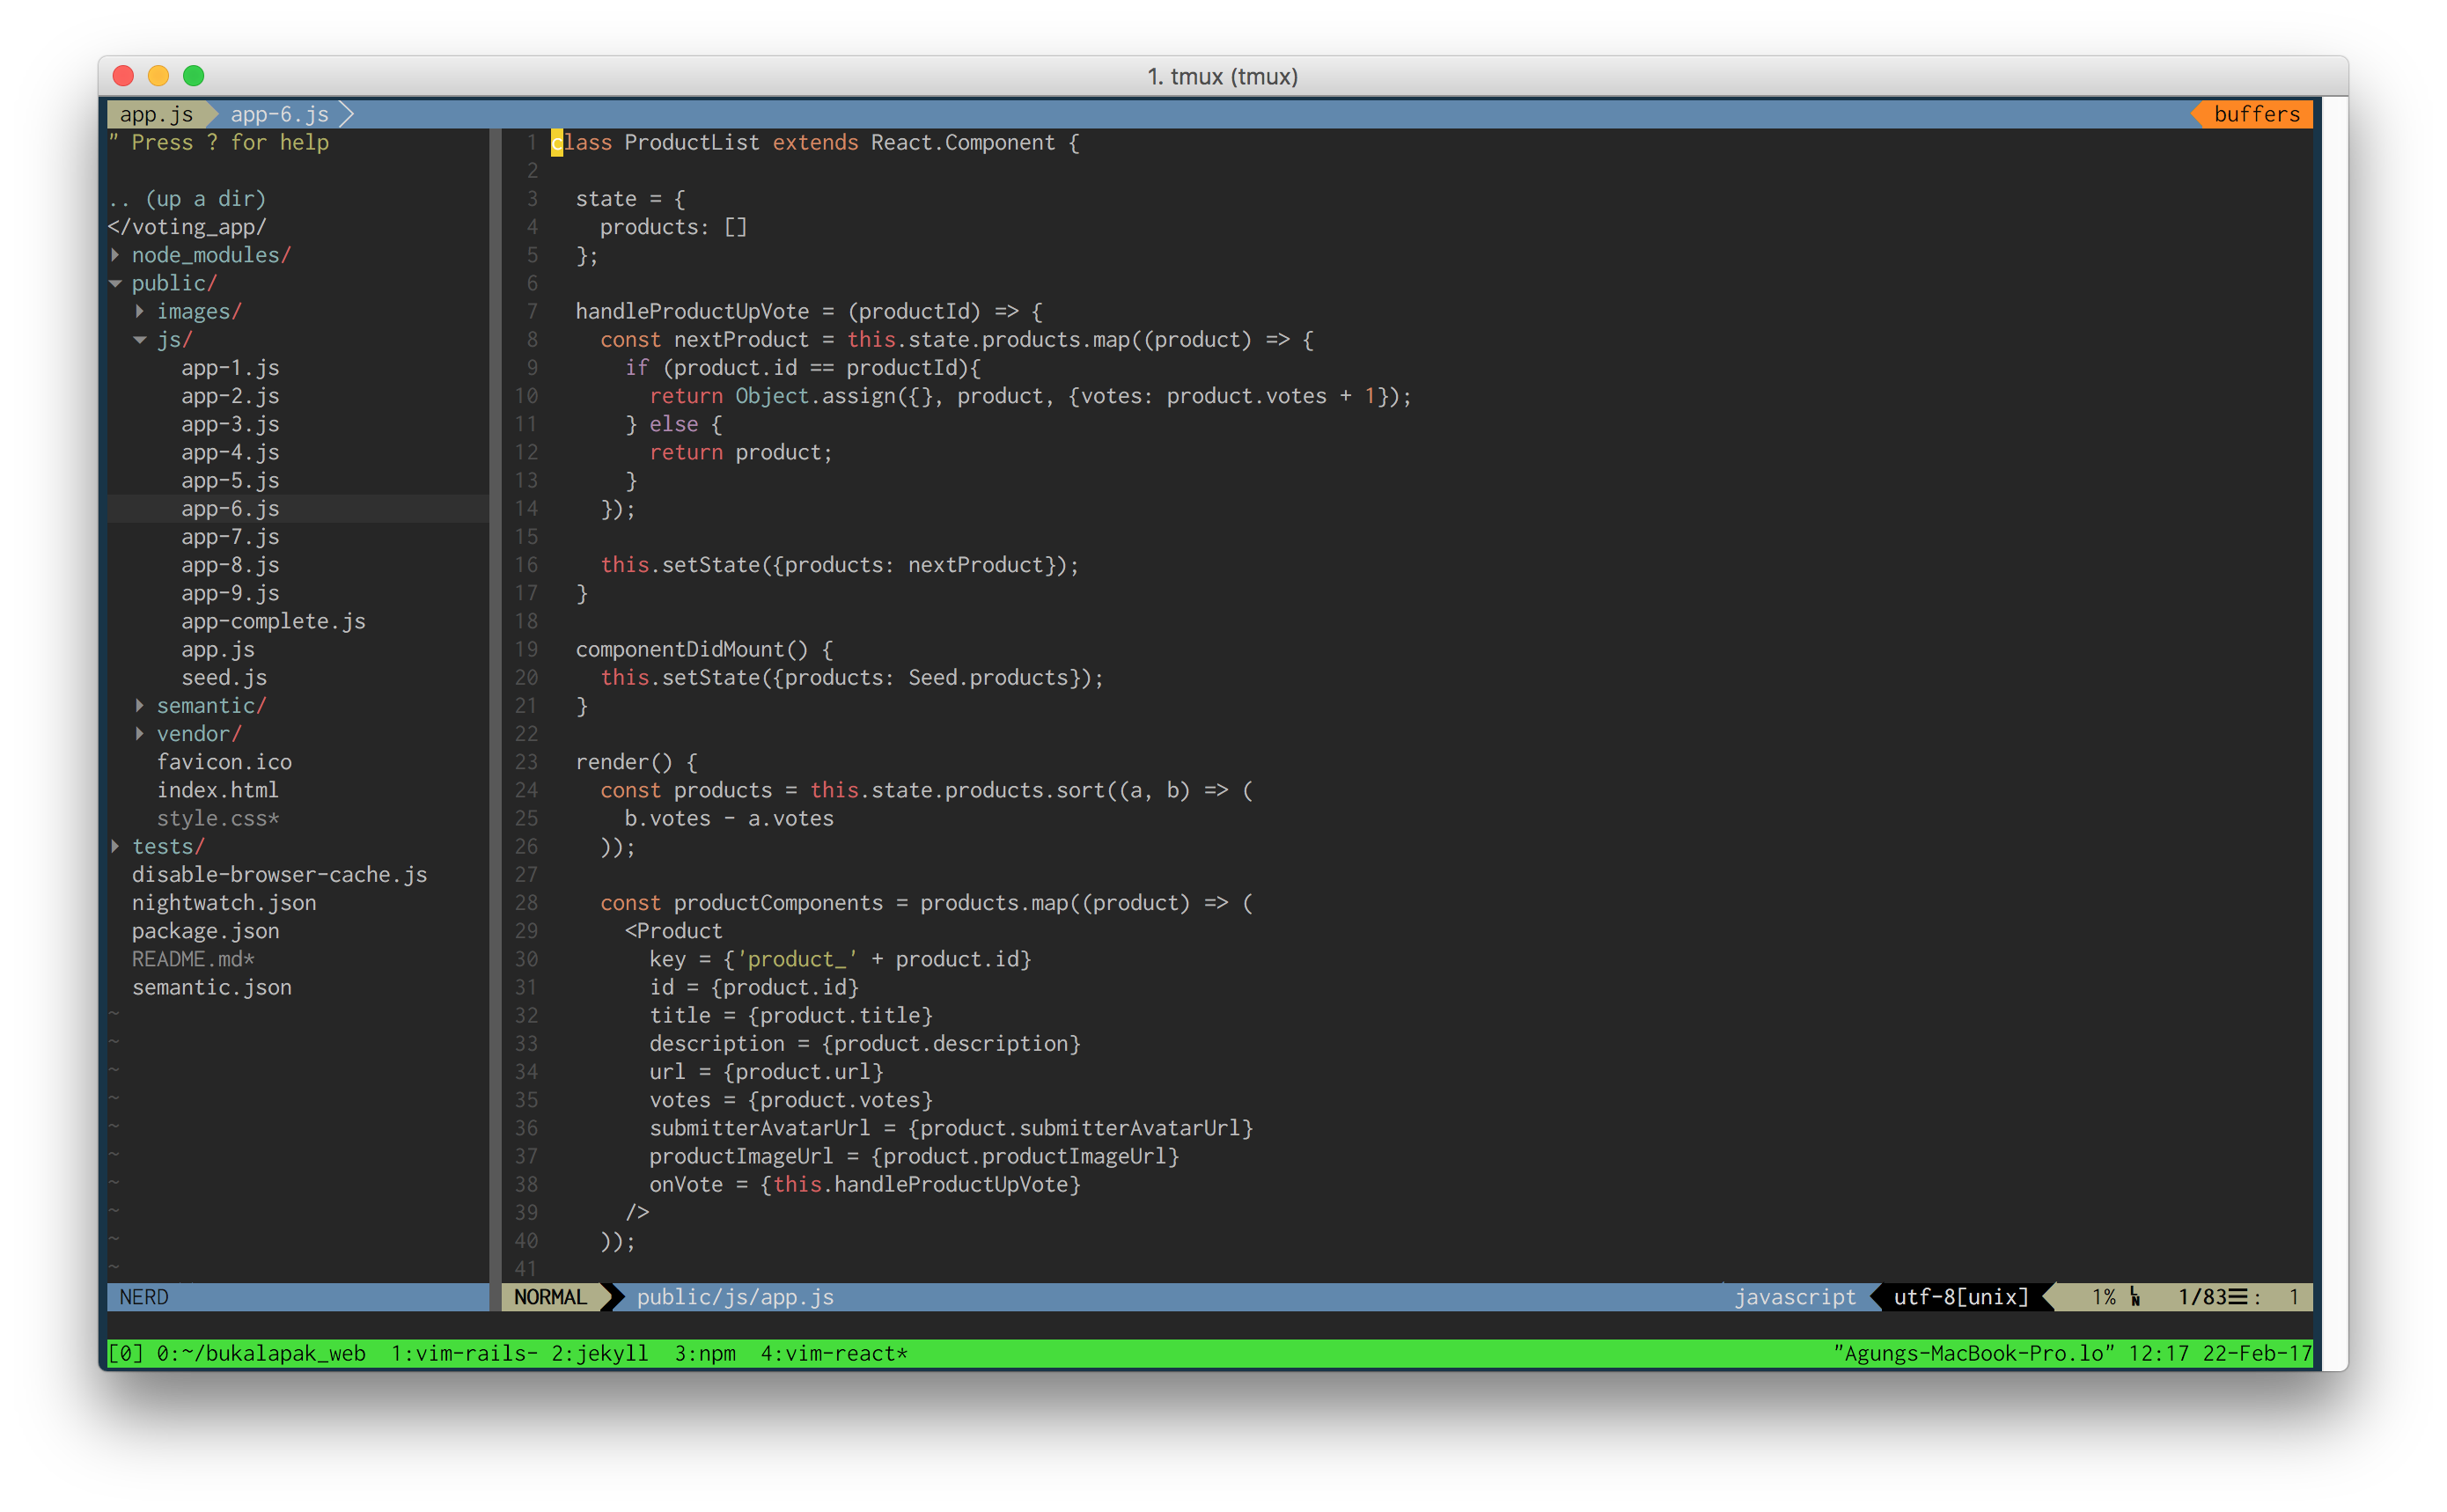 1. tmux (tmux)
app.js app-6.js buffers
" Press ? for help
.. (up a dir)
</voting_app/
▸ node_modules/
▾ public/
▸ images/
▾ js/
app-1.js
app-2.js
app-3.js
app-4.js
app-5.js
app-6.js
app-7.js
app-8.js
app-9.js
app-complete.js
app.js
seed.js
▸ semantic/
▸ vendor/
favicon.ico
index.html
style.css*
▸ tests/
disable-browser-cache.js
nightwatch.json
package.json
README.md*
semantic.json
~
~
~
~
~
~
~
~
~
~
1 class ProductList extends React.Component {
2
3   state = {
4     products: []
5   };
6
7   handleProductUpVote = (productId) => {
8     const nextProduct = this.state.products.map((product) => {
9       if (product.id == productId){
10         return Object.assign({}, product, {votes: product.votes + 1});
11       } else {
12         return product;
13       }
14     });
15
16     this.setState({products: nextProduct});
17   }
18
19   componentDidMount() {
20     this.setState({products: Seed.products});
21   }
22
23   render() {
24     const products = this.state.products.sort((a, b) => (
25       b.votes - a.votes
26     ));
27
28     const productComponents = products.map((product) => (
29       <Product
30         key = {'product_' + product.id}
31         id = {product.id}
32         title = {product.title}
33         description = {product.description}
34         url = {product.url}
35         votes = {product.votes}
36         submitterAvatarUrl = {product.submitterAvatarUrl}
37         productImageUrl = {product.productImageUrl}
38         onVote = {this.handleProductUpVote}
39       />
40     ));
41
NERD NORMAL public/js/app.js javascript utf-8[unix] 1% ␤ 1/83☰: 1
[0] 0:~/bukalapak_web 1:vim-rails- 2:jekyll 3:npm 4:vim-react* "Agungs-MacBook-Pro.lo" 12:17 22-Feb-17